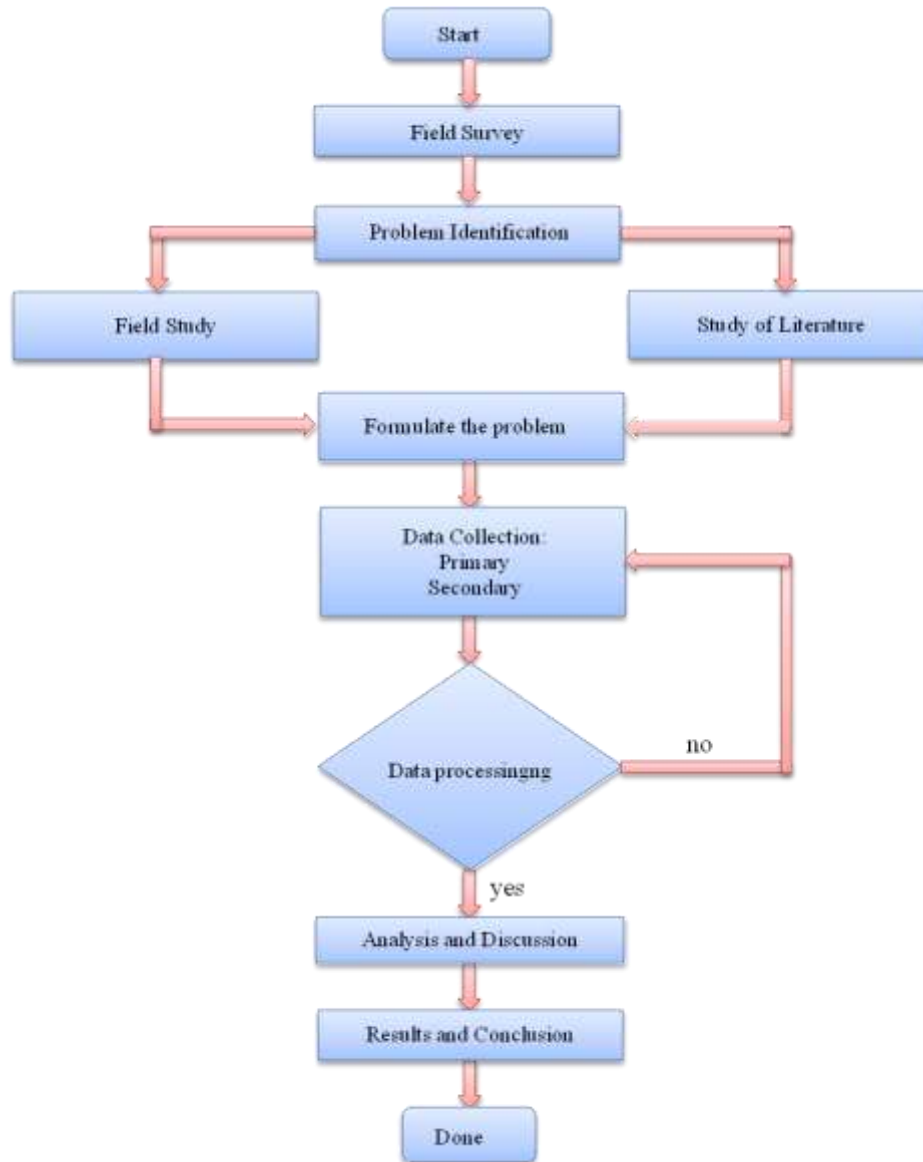 Start
Field Survey
Problem Identification
Field Study
Study of Literature
Formulate the problem
Data Collection:
Primary
Secondary
no
Data processingng
yes
Analysis and Discussion
Results and Conclusion
Done